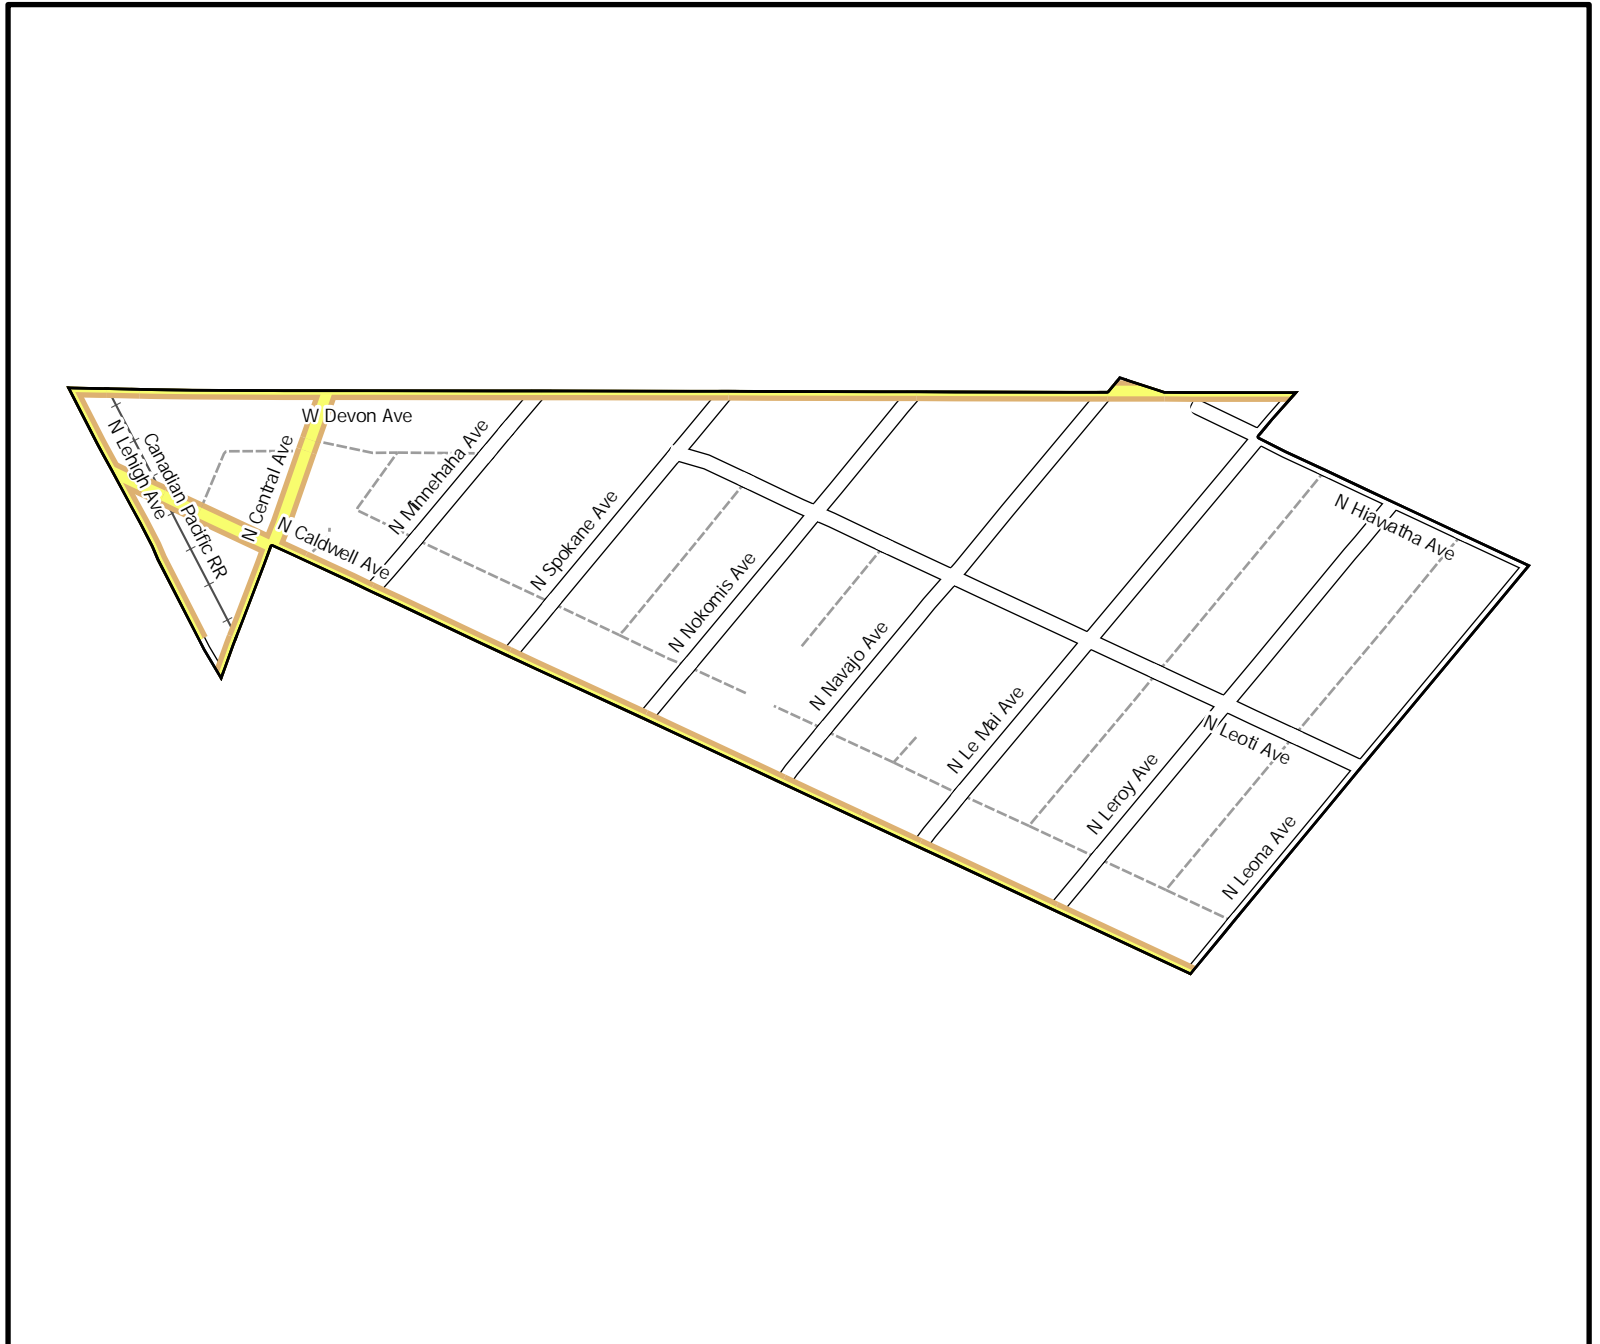 W Devon Ave
N Lehigh Ave
Canadian Pacific RR
N Central Ave
N Caldwell Ave
N Minnehaha Ave
N Spokane Ave
N Nokomis Ave
N Navajo Ave
N Le Mai Ave
N Leroy Ave
N Leona Ave
N Leoti Ave
N Hiawatha Ave